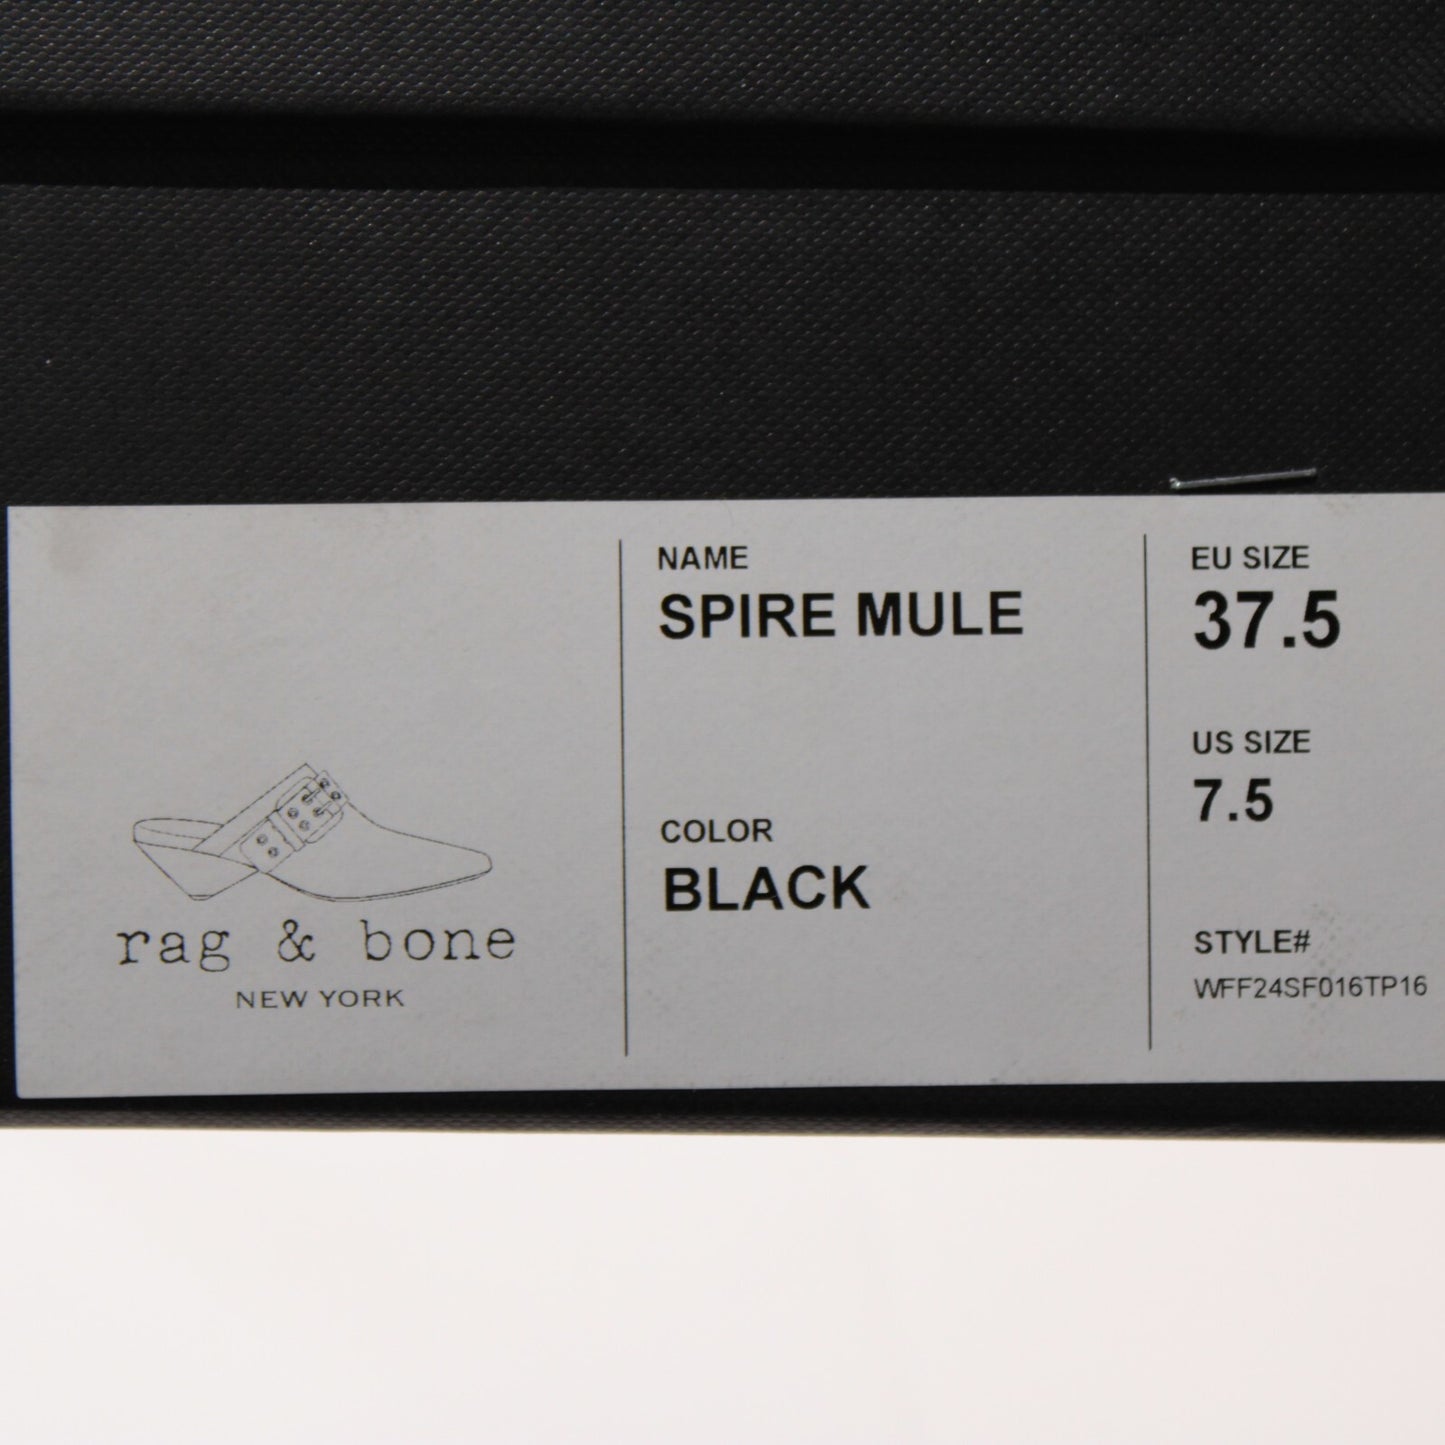 rag & bone
NEW YORK
NAME
SPIRE MULE
COLOR
BLACK
EU SIZE
37.5
US SIZE
7.5
STYLE#
WFF24SF016TP16